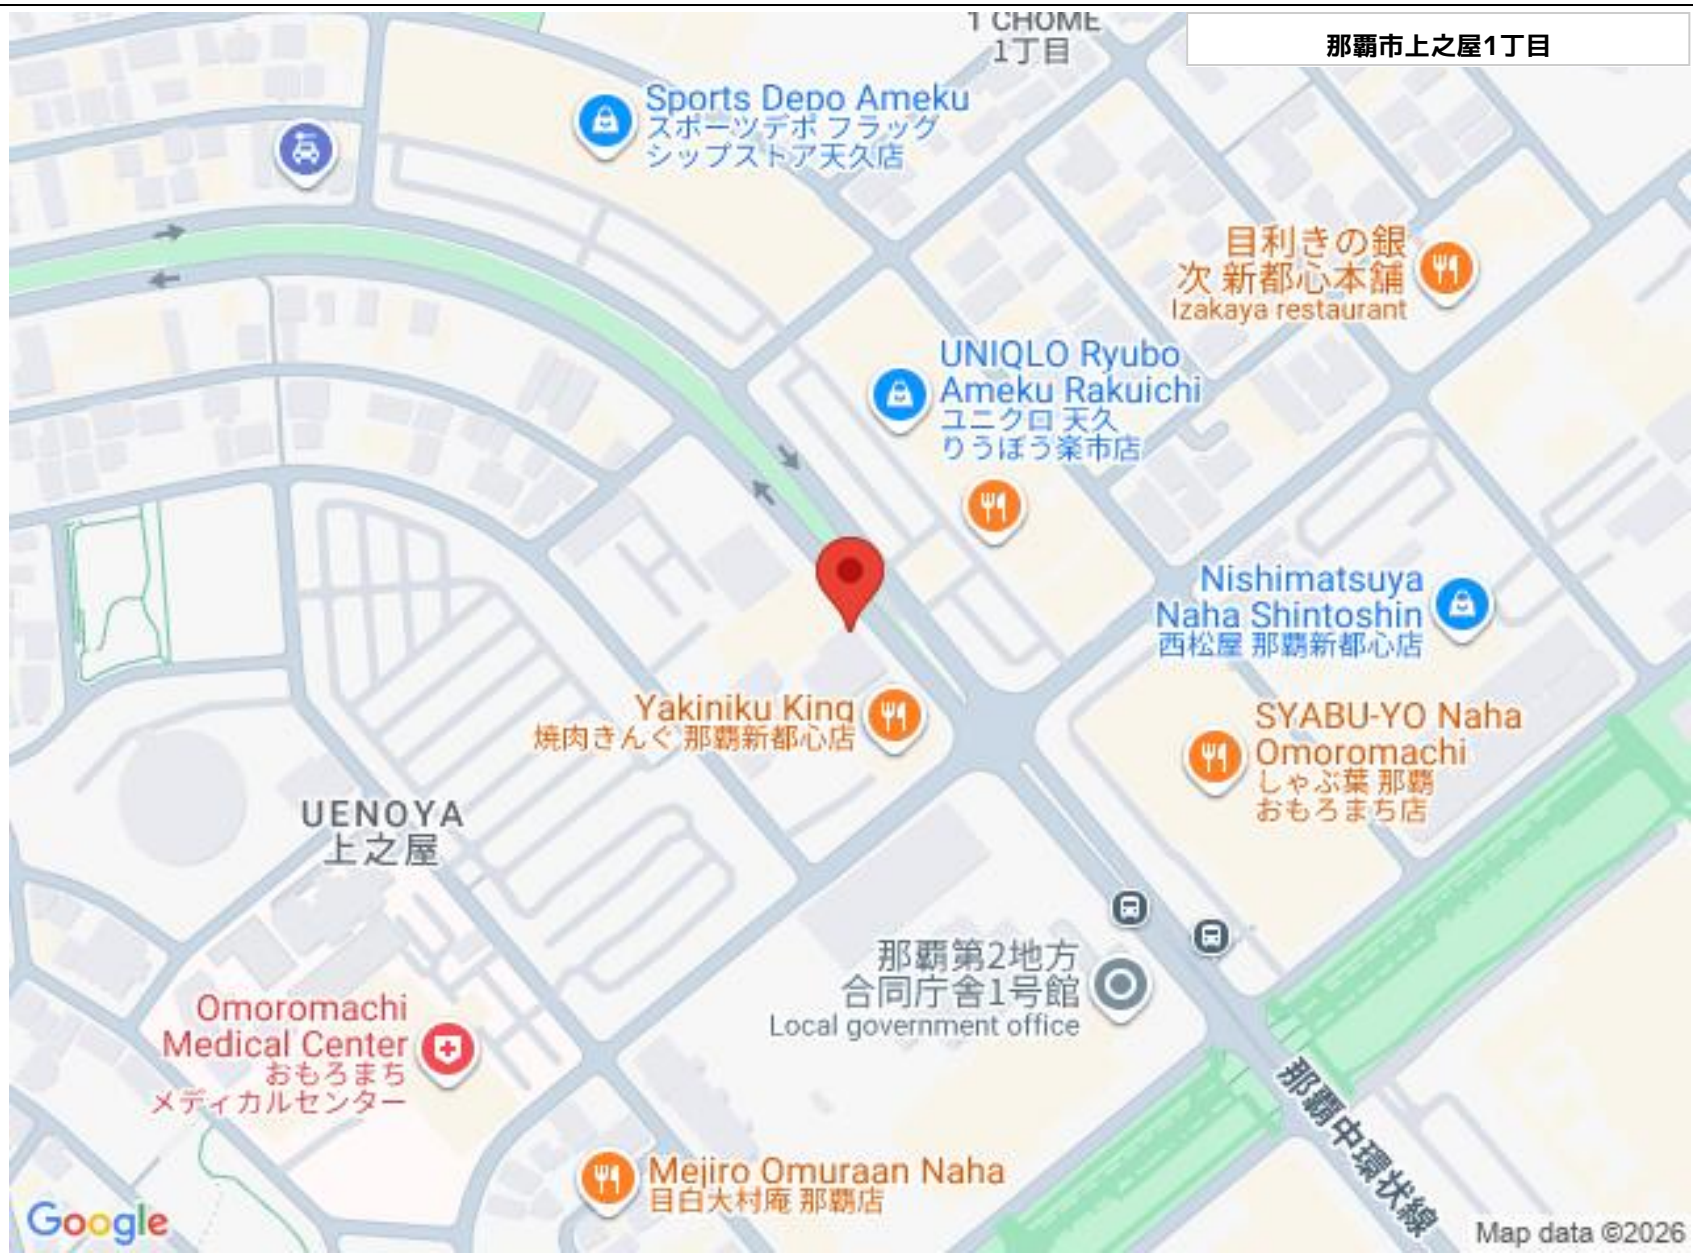 1 CHOME
1丁目
那覇市上之屋1丁目
Sports Depo Ameku
スポーツデポ フラッグ
シップストア天久店
目利きの銀
次 新都心本舗
Izakaya restaurant
UNIQLO Ryubo
Ameku Rakuichi
ユニクロ 天久
りうぼう楽市店
Nishimatsuya
Naha Shintoshin
西松屋 那覇新都心店
Yakiniku King
焼肉きんぐ 那覇新都心店
SYABU-YO Naha
Omoromachi
しゃぶ葉 那覇
おもろまち店
UENOYA
上之屋
那覇第2地方
合同庁舎1号館
Local government office
Omoromachi
Medical Center
おもろまち
メディカルセンター
那覇中環状線
Mejiro Omuraan Naha
目白大村庵 那覇店
Google
Map data ©2026